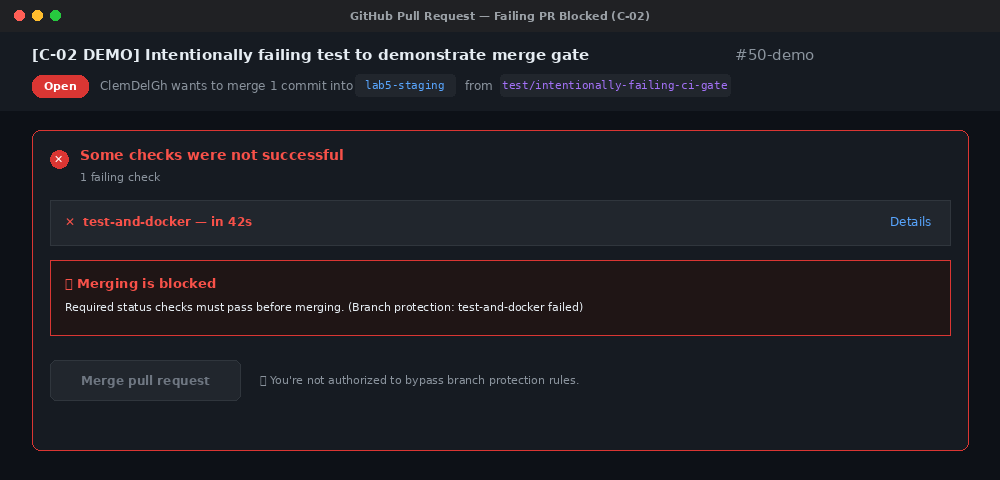 GitHub Pull Request — Failing PR Blocked (C-02)
[C-02 DEMO] Intentionally failing test to demonstrate merge gate #50-demo
Open ClemDelGh wants to merge 1 commit into lab5-staging from test/intentionally-failing-ci-gate
✕ Some checks were not successful
1 failing check
✕ test-and-docker — in 42s Details
Merging is blocked
Required status checks must pass before merging. (Branch protection: test-and-docker failed)
Merge pull request You're not authorized to bypass branch protection rules.